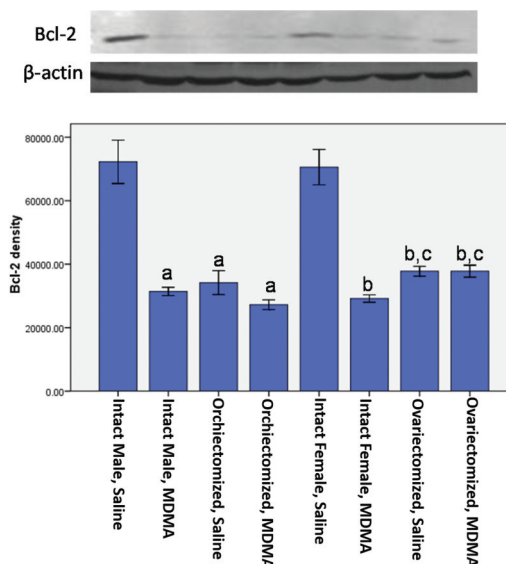 Bcl-2
β-actin
80000.00
60000.00
40000.00
20000.00
0.00
Bcl-2 density
a
a
a
b
b,c
b,c
Intact Male, Saline
Intact Male, MDMA
Orchiectomized, Saline
Orchiectomized, MDMA
Intact Female, Saline
Intact Female, MDMA
Ovariectomized, Saline
Ovariectomized, MDMA